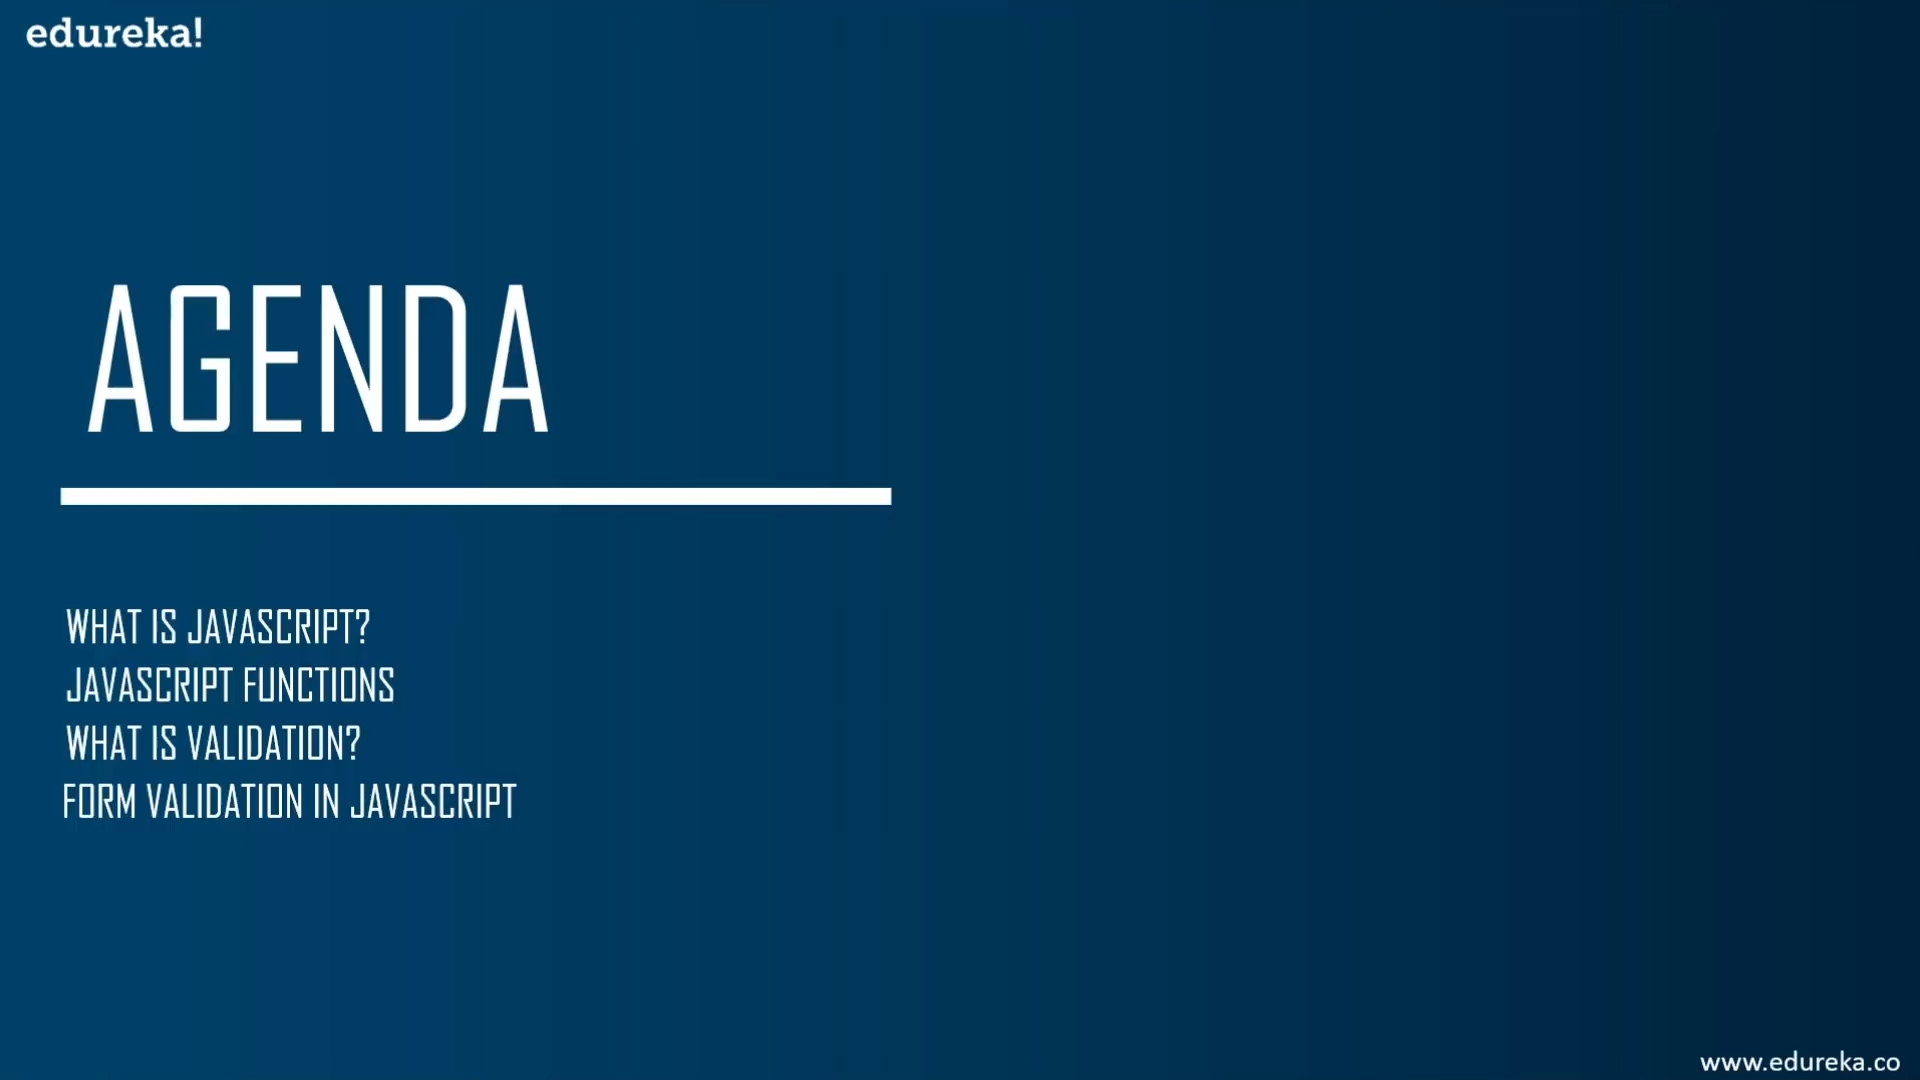 edureka!
AGENDA
WHAT IS JAVASCRIPT?
JAVASCRIPT FUNCTIONS
WHAT IS VALIDATION?
FORM VALIDATION IN JAVASCRIPT
www.edureka.co